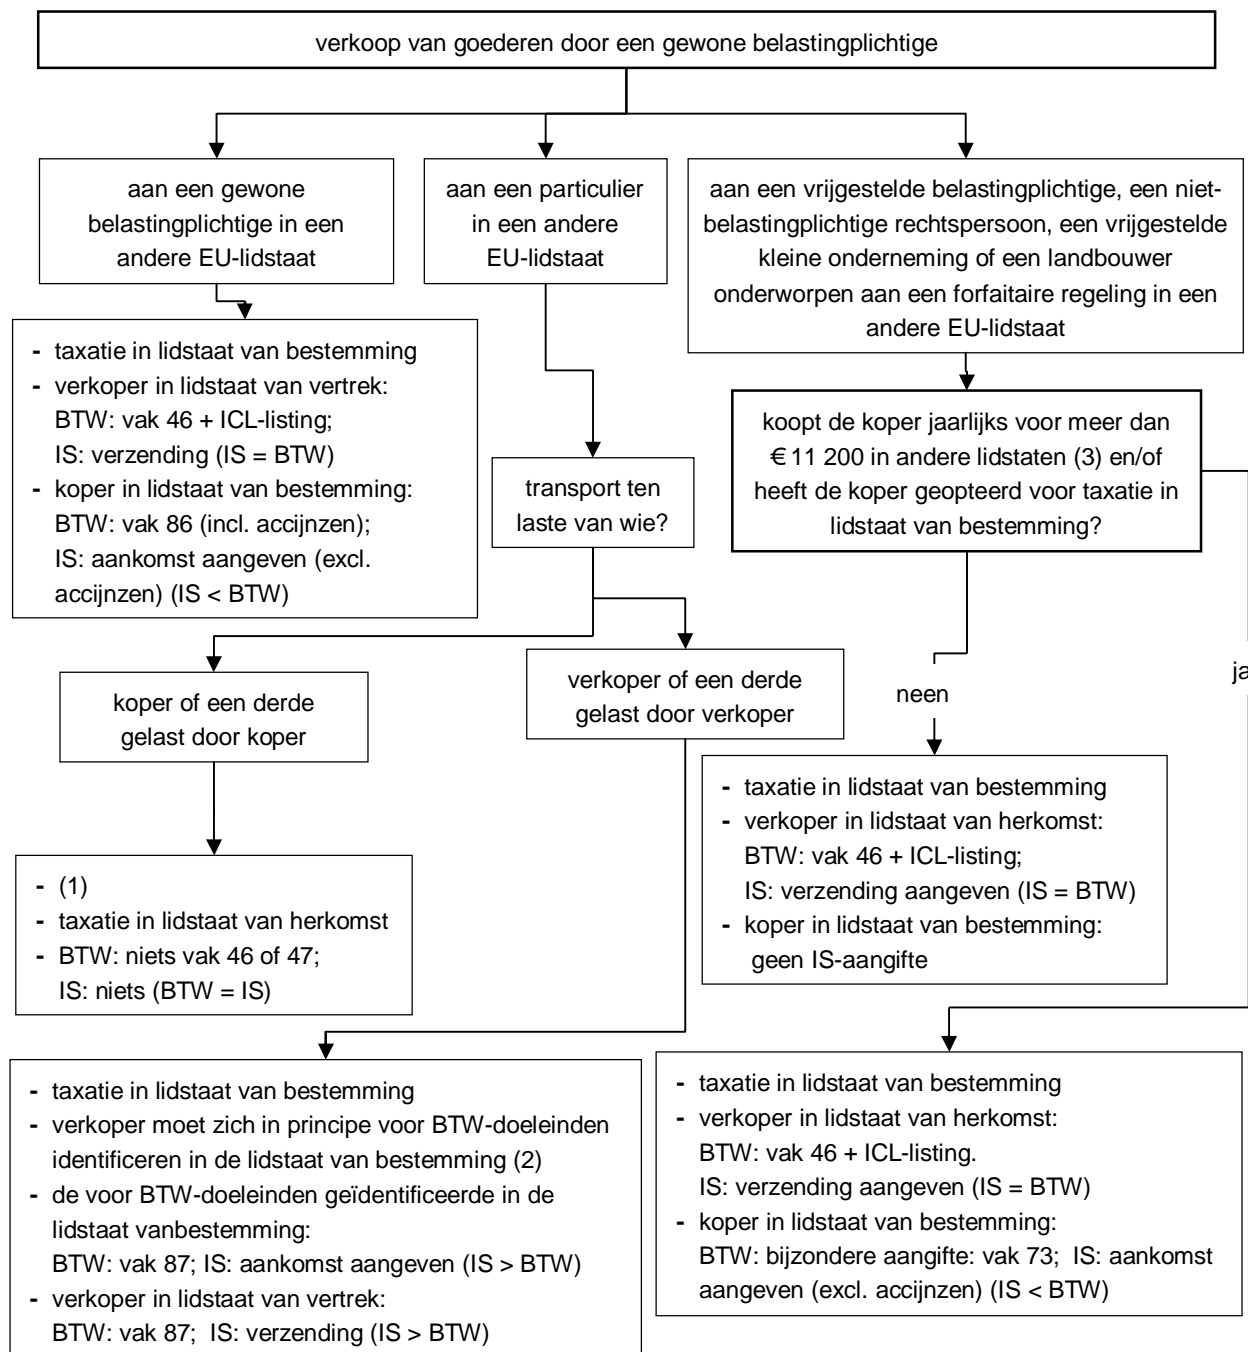 verkoop van goederen door een gewone belastingplichtige
aan een gewone
belastingplichtige in een
andere EU-lidstaat
aan een particulier
in een andere
EU-lidstaat
aan een vrijgestelde belastingplichtige, een niet-
belastingplichtige rechtspersoon, een vrijgestelde
kleine onderneming of een landbouwer
onderworpen aan een forfaitaire regeling in een
andere EU-lidstaat
- taxatie in lidstaat van bestemming
- verkoper in lidstaat van vertrek:
BTW: vak 46 + ICL-listing;
IS: verzending (IS = BTW)
- koper in lidstaat van bestemming:
BTW: vak 86 (incl. accijnzen);
IS: aankomst aangeven (excl.
accijnzen) (IS < BTW)
transport ten
laste van wie?
koopt de koper jaarlijks voor meer dan
€ 11 200 in andere lidstaten (3) en/of
heeft de koper geopteerd voor taxatie in
lidstaat van bestemming?
koper of een derde
gelast door koper
verkoper of een derde
gelast door verkoper
neen
ja
- (1)
- taxatie in lidstaat van herkomst
- BTW: niets vak 46 of 47;
IS: niets (BTW = IS)
- taxatie in lidstaat van bestemming
- verkoper in lidstaat van herkomst:
BTW: vak 46 + ICL-listing;
IS: verzending aangeven (IS = BTW)
- koper in lidstaat van bestemming:
geen IS-aangifte
- taxatie in lidstaat van bestemming
- verkoper moet zich in principe voor BTW-doeleinden
identificeren in de lidstaat van bestemming (2)
- de voor BTW-doeleinden geïdentificeerde in de
lidstaat vanbestemming:
BTW: vak 87; IS: aankomst aangeven (IS > BTW)
- verkoper in lidstaat van vertrek:
BTW: vak 87; IS: verzending (IS > BTW)
- taxatie in lidstaat van bestemming
- verkoper in lidstaat van herkomst:
BTW: vak 46 + ICL-listing.
IS: verzending aangeven (IS = BTW)
- koper in lidstaat van bestemming:
BTW: bijzondere aangifte: vak 73; IS: aankomst
aangeven (excl. accijnzen) (IS < BTW)